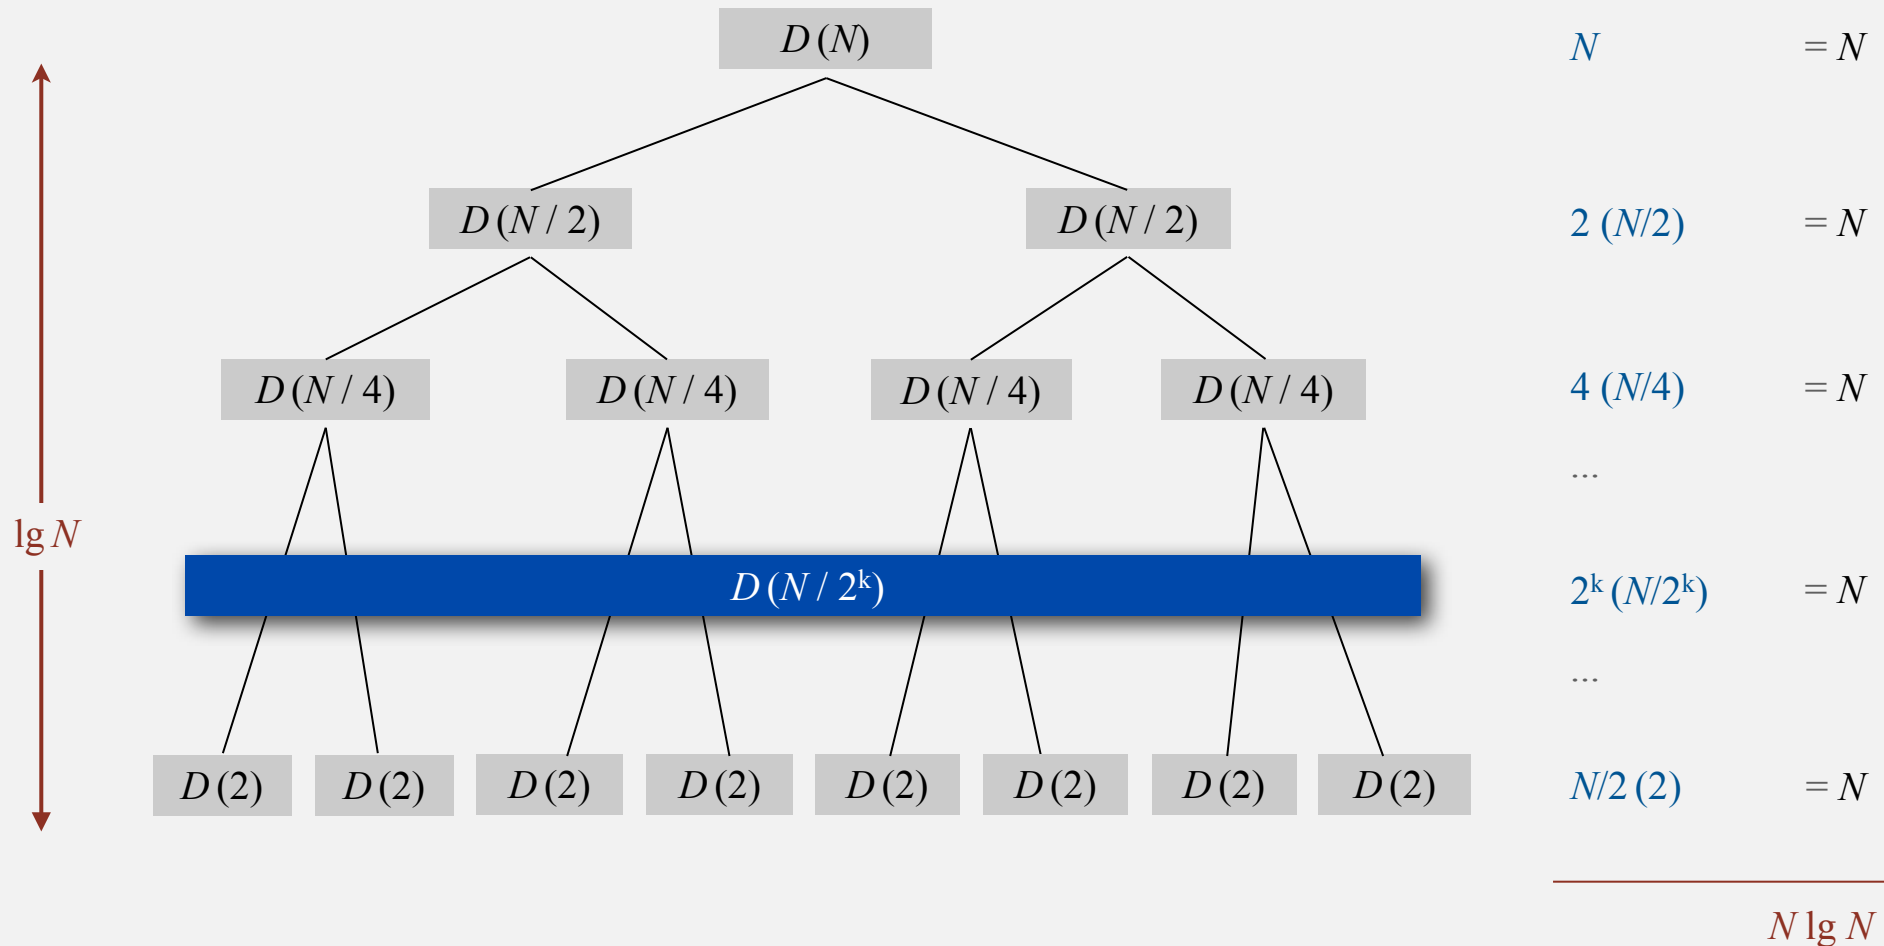 D (N) N = N
D (N / 2) D (N / 2) 2 (N/2) = N
D (N / 4) D (N / 4) D (N / 4) D (N / 4) 4 (N/4) = N
...
lg N
D (N / 2ᵏ) 2ᵏ (N/2ᵏ) = N
...
D (2) D (2) D (2) D (2) D (2) D (2) D (2) D (2) N/2 (2) = N
N lg N